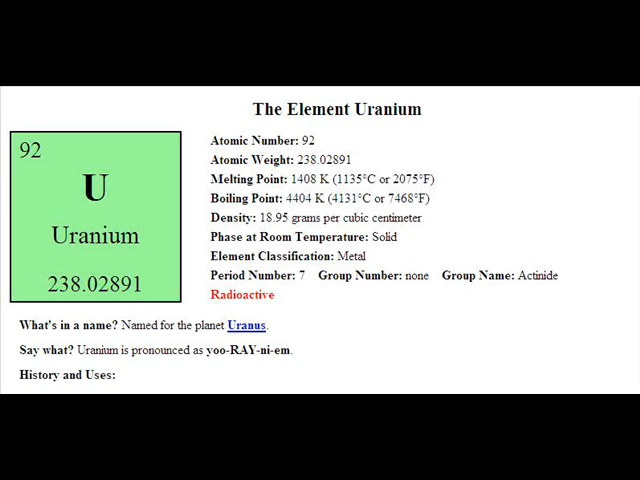 The Element Uranium
92
U
Uranium
238.02891
Atomic Number: 92
Atomic Weight: 238.02891
Melting Point: 1408 K (1135°C or 2075°F)
Boiling Point: 4404 K (4131°C or 7468°F)
Density: 18.95 grams per cubic centimeter
Phase at Room Temperature: Solid
Element Classification: Metal
Period Number: 7 Group Number: none Group Name: Actinide
Radioactive
What's in a name? Named for the planet Uranus.
Say what? Uranium is pronounced as yoo-RAY-ni-em.
History and Uses: